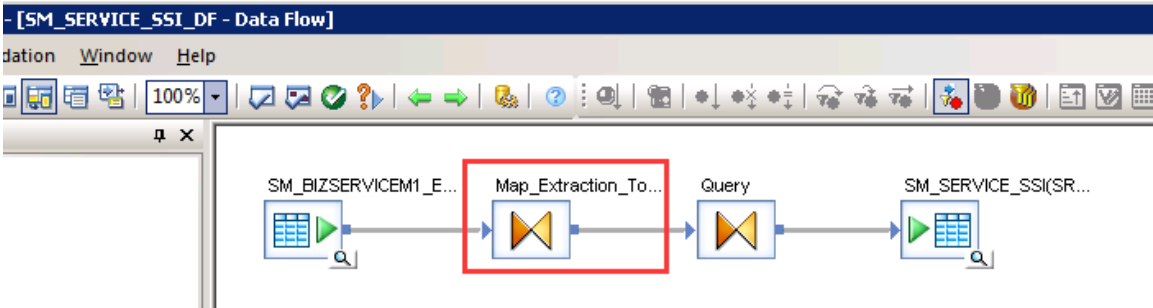 - [SM_SERVICE_SSI_DF - Data Flow]
dation Window Help
100%
SM_BIZSERVICEM1_E... Map_Extraction_To... Query SM_SERVICE_SSI(SR...